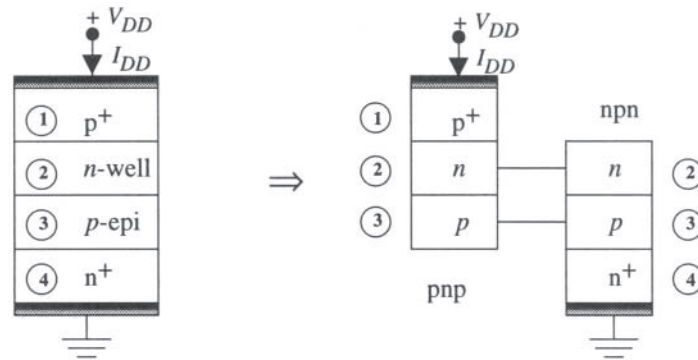 + V_DD
I_DD
① p⁺
② n-well
③ p-epi
④ n⁺
⇒
+ V_DD
I_DD
npn
① p⁺
② n
n ②
③ p
p ③
n⁺ ④
pnp